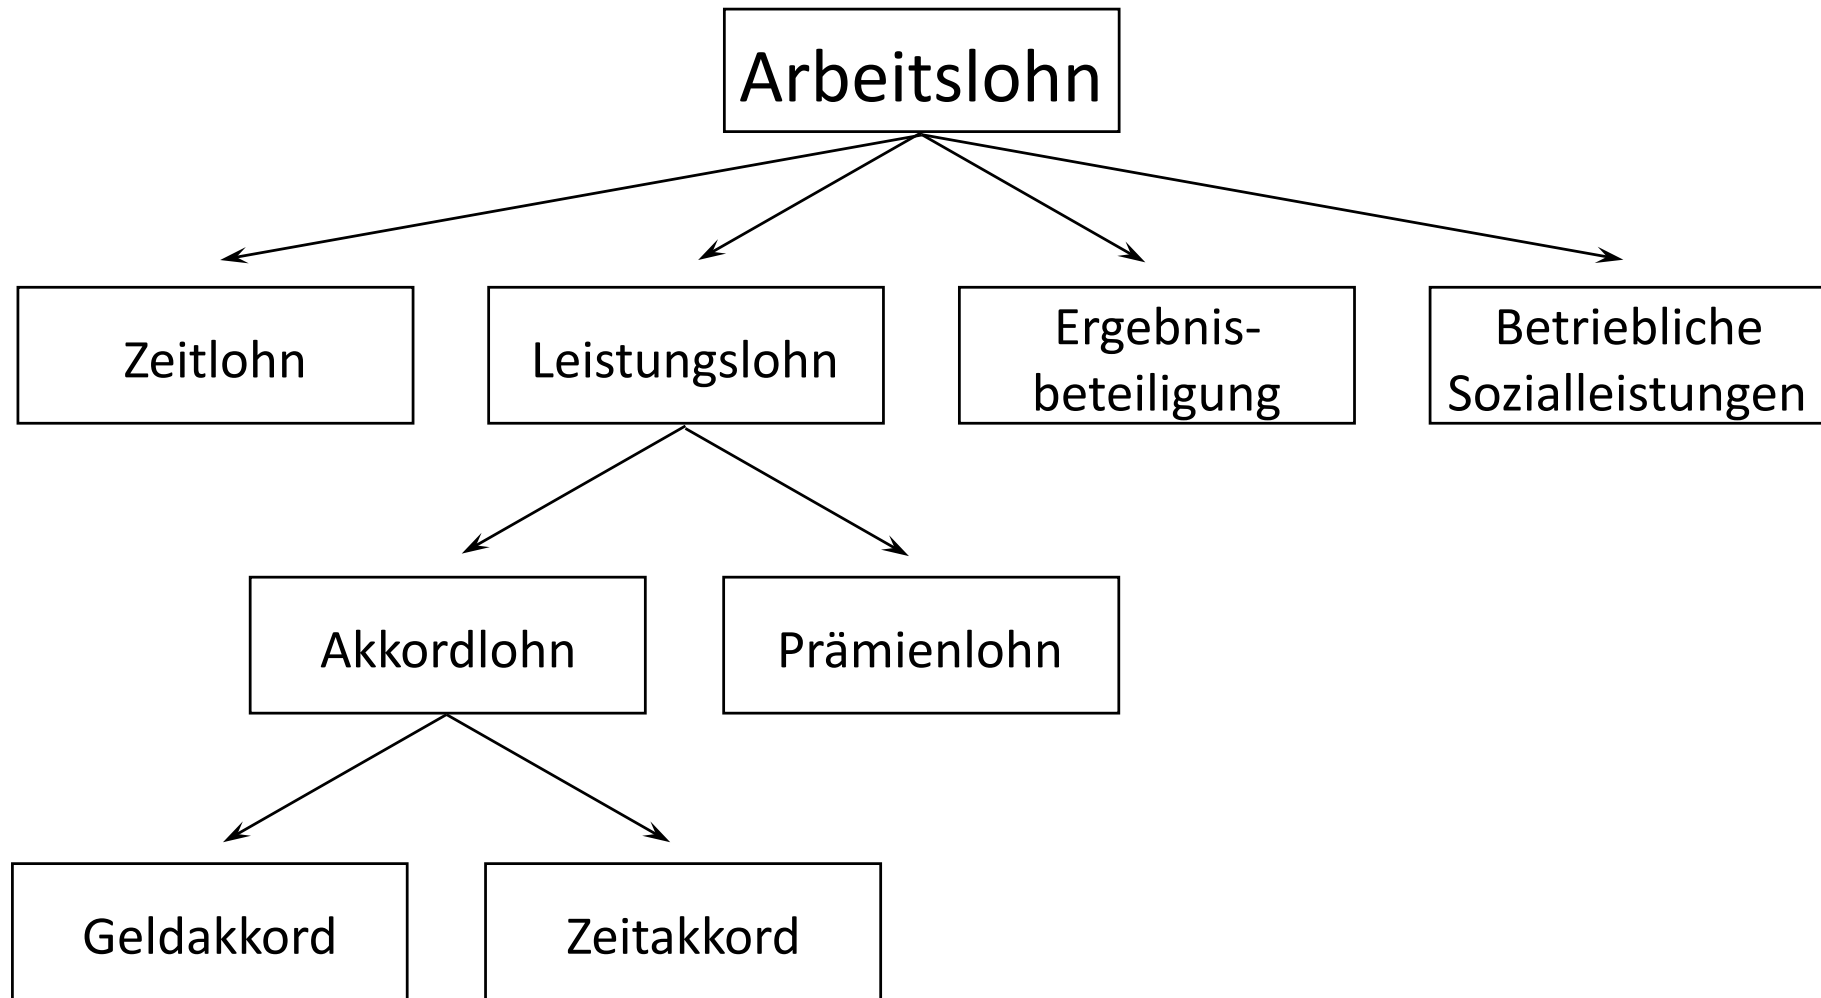 Arbeitslohn
Zeitlohn
Leistungslohn
Ergebnis-
beteiligung
Betriebliche
Sozialleistungen
Akkordlohn
Prämienlohn
Geldakkord
Zeitakkord